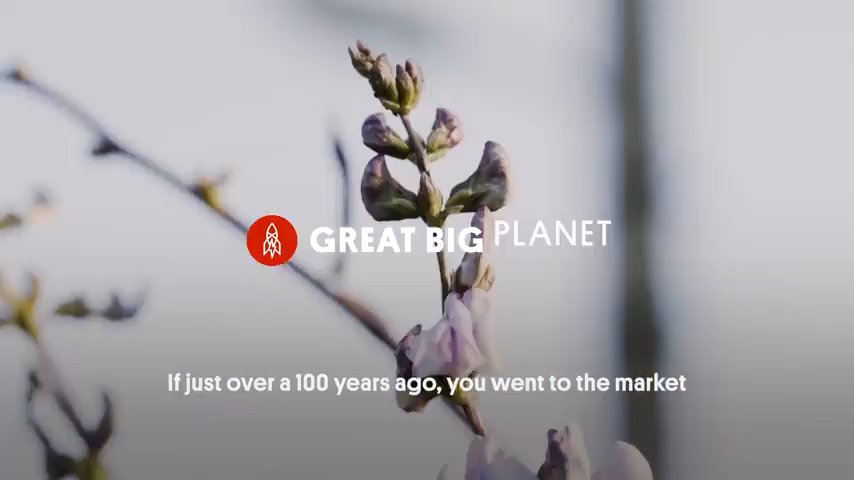 GREAT BIG PLANET
If just over a 100 years ago, you went to the market